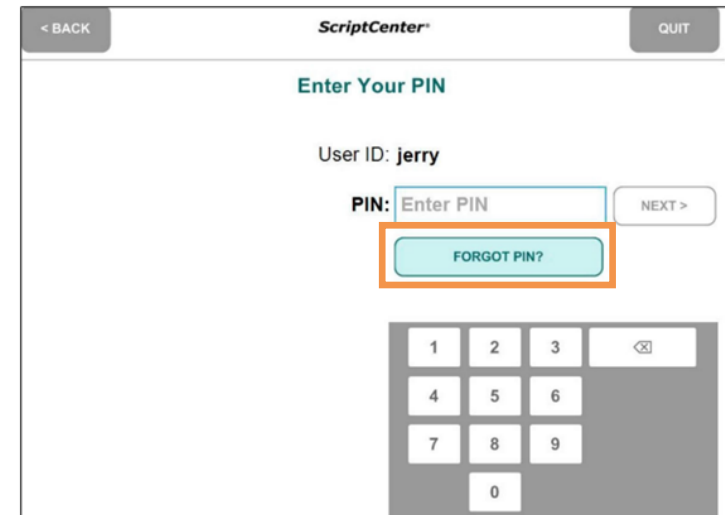 < BACK ScriptCenter® QUIT
Enter Your PIN
User ID: jerry
PIN: Enter PIN NEXT >
FORGOT PIN?
1 2 3
4 5 6
7 8 9
0